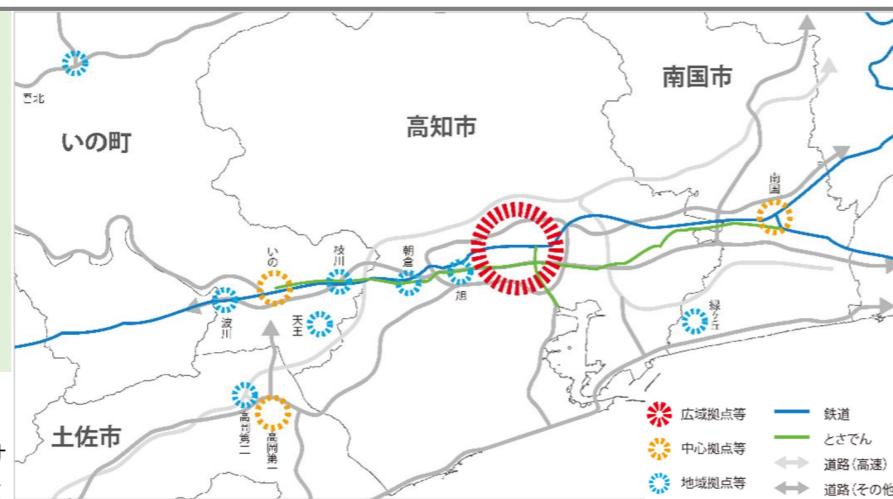 南国市
高知市
いの町
吾北
南国
いの
枝川
朝倉
旭
波川
天王
緑ヶ丘
高岡第二
高岡第一
土佐市
広域拠点等
中心拠点等
地域拠点等
鉄道
とさでん
道路(高速)
道路(その他